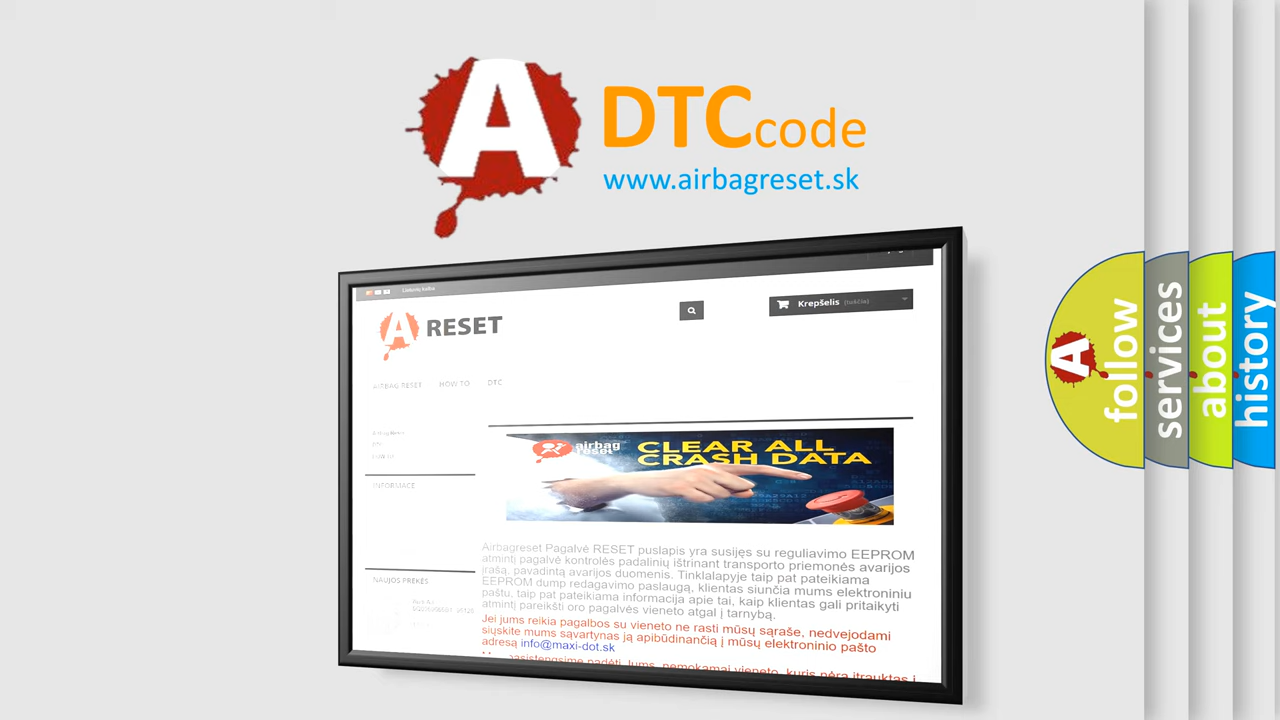 A
DTCcode
www.airbagreset.sk
Lietuvių kalba
A RESET
Krepšelis (tuščia)
AIRBAG RESET HOW TO DTC
INFORMACE
NAUJOS PREKĖS
airbag
reset
CLEAR ALL
CRASH DATA
Airbagreset Pagalvė RESET puslapis yra susijęs su reguliavimo EEPROM
atmintį pagalvė kontrolės padalinių ištrinant transporto priemonės avarijos
įrašą, pavadintą avarijos duomenis. Tinklalapyje taip pat pateikiama
EEPROM dump redagavimo paslaugą, klientas siunčia mums elektroniniu
paštu, taip pat pateikiama informacija apie tai, kaip klientas gali pritaikyti
atmintį pareikšti oro pagalvės vieneto atgal į tarnybą.
Jei jums reikia pagalbos su vieneto ne rasti mūsų sąraše, nedvejodami
siųskite mums sąvartynas ją apibūdinančią į mūsų elektroninio pašto
adresą info@maxi-dot.sk
A
follow
services
about
history